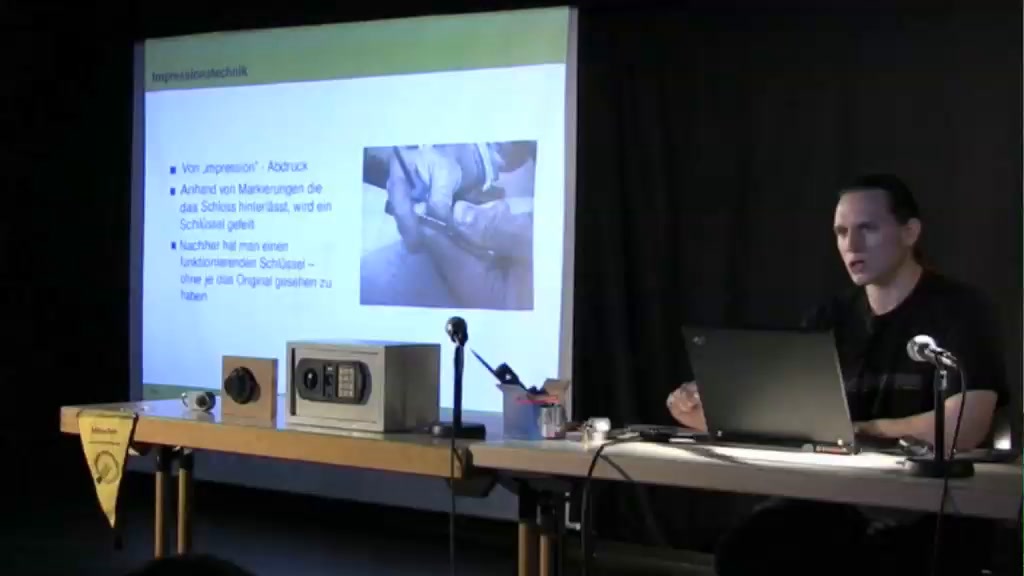 Impressionstechnik
Von „impression" - Abdruck
Anhand von Markierungen die
das Schloss hinterlässt, wird ein
Schlüssel gefeilt
Nachher hat man einen
funktionierenden Schlüssel –
ohne je das Original gesehen zu
haben